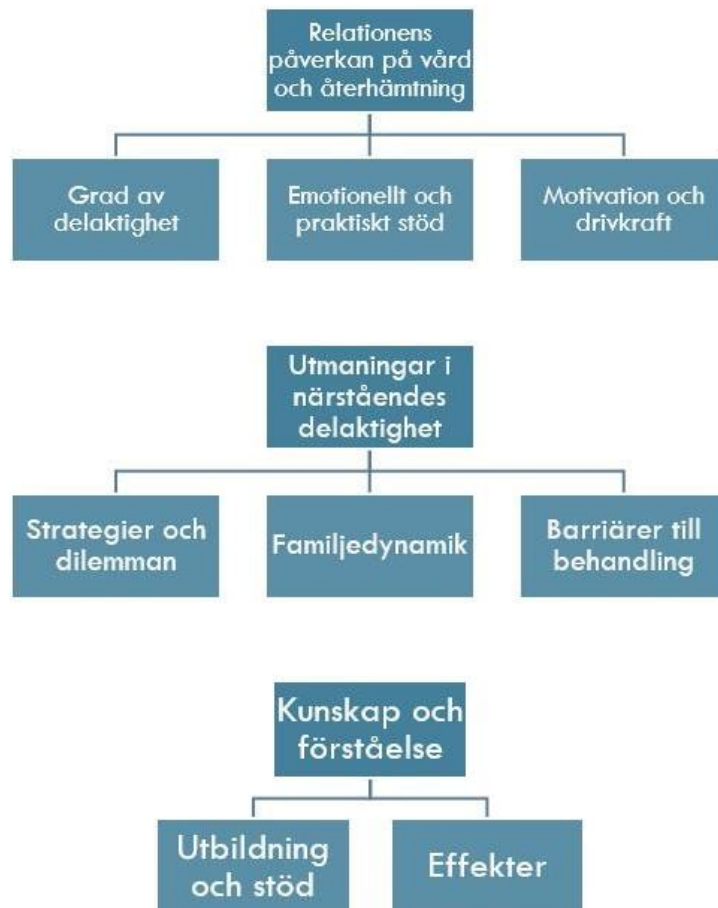 Relationens
påverkan på vård
och återhämtning
Grad av
delaktighet
Emotionellt och
praktiskt stöd
Motivation och
drivkraft
Utmaningar i
närståendes
delaktighet
Strategier och
dilemman
Familjedynamik
Barriärer till
behandling
Kunskap och
förståelse
Utbildning
och stöd
Effekter